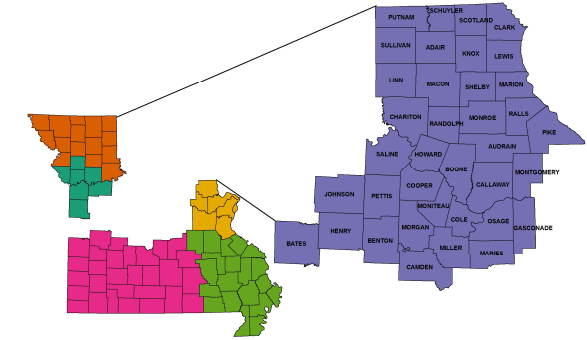 PUTNAM
SCHUYLER
SCOTLAND
CLARK
SULLIVAN
ADAIR
KNOX
LEWIS
LINN
MACON
SHELBY
MARION
CHARITON
RANDOLPH
MONROE
RALLS
PIKE
AUDRAIN
SALINE
HOWARD
BOONE
MONTGOMERY
CALLAWAY
JOHNSON
PETTIS
COOPER
MONITEAU
COLE
OSAGE
GASCONADE
BATES
HENRY
BENTON
MORGAN
MILLER
MARIES
CAMDEN